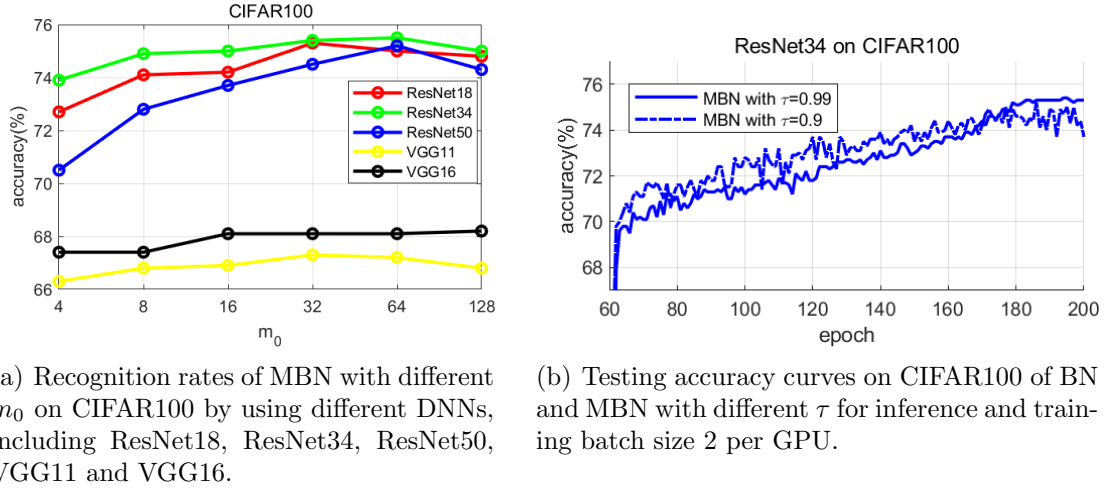 CIFAR100
76
74
72
70
68
66
accuracy(%)
4 8 16 32 64 128
m0
ResNet18
ResNet34
ResNet50
VGG11
VGG16
ResNet34 on CIFAR100
76
74
72
70
68
accuracy(%)
60 80 100 120 140 160 180 200
epoch
MBN with τ=0.99
MBN with τ=0.9
a) Recognition rates of MBN with different
m0 on CIFAR100 by using different DNNs,
ncluding ResNet18, ResNet34, ResNet50,
VGG11 and VGG16.
(b) Testing accuracy curves on CIFAR100 of BN
and MBN with different τ for inference and train-
ing batch size 2 per GPU.